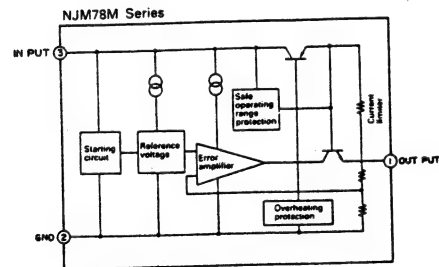 NJM78M Series
IN PUT 3
Safe
operating
range
protection
Current
limiter
Starting
circuit
Reference
voltage
Error
amplifier
1 OUT PUT
Overheating
protection
GND 2